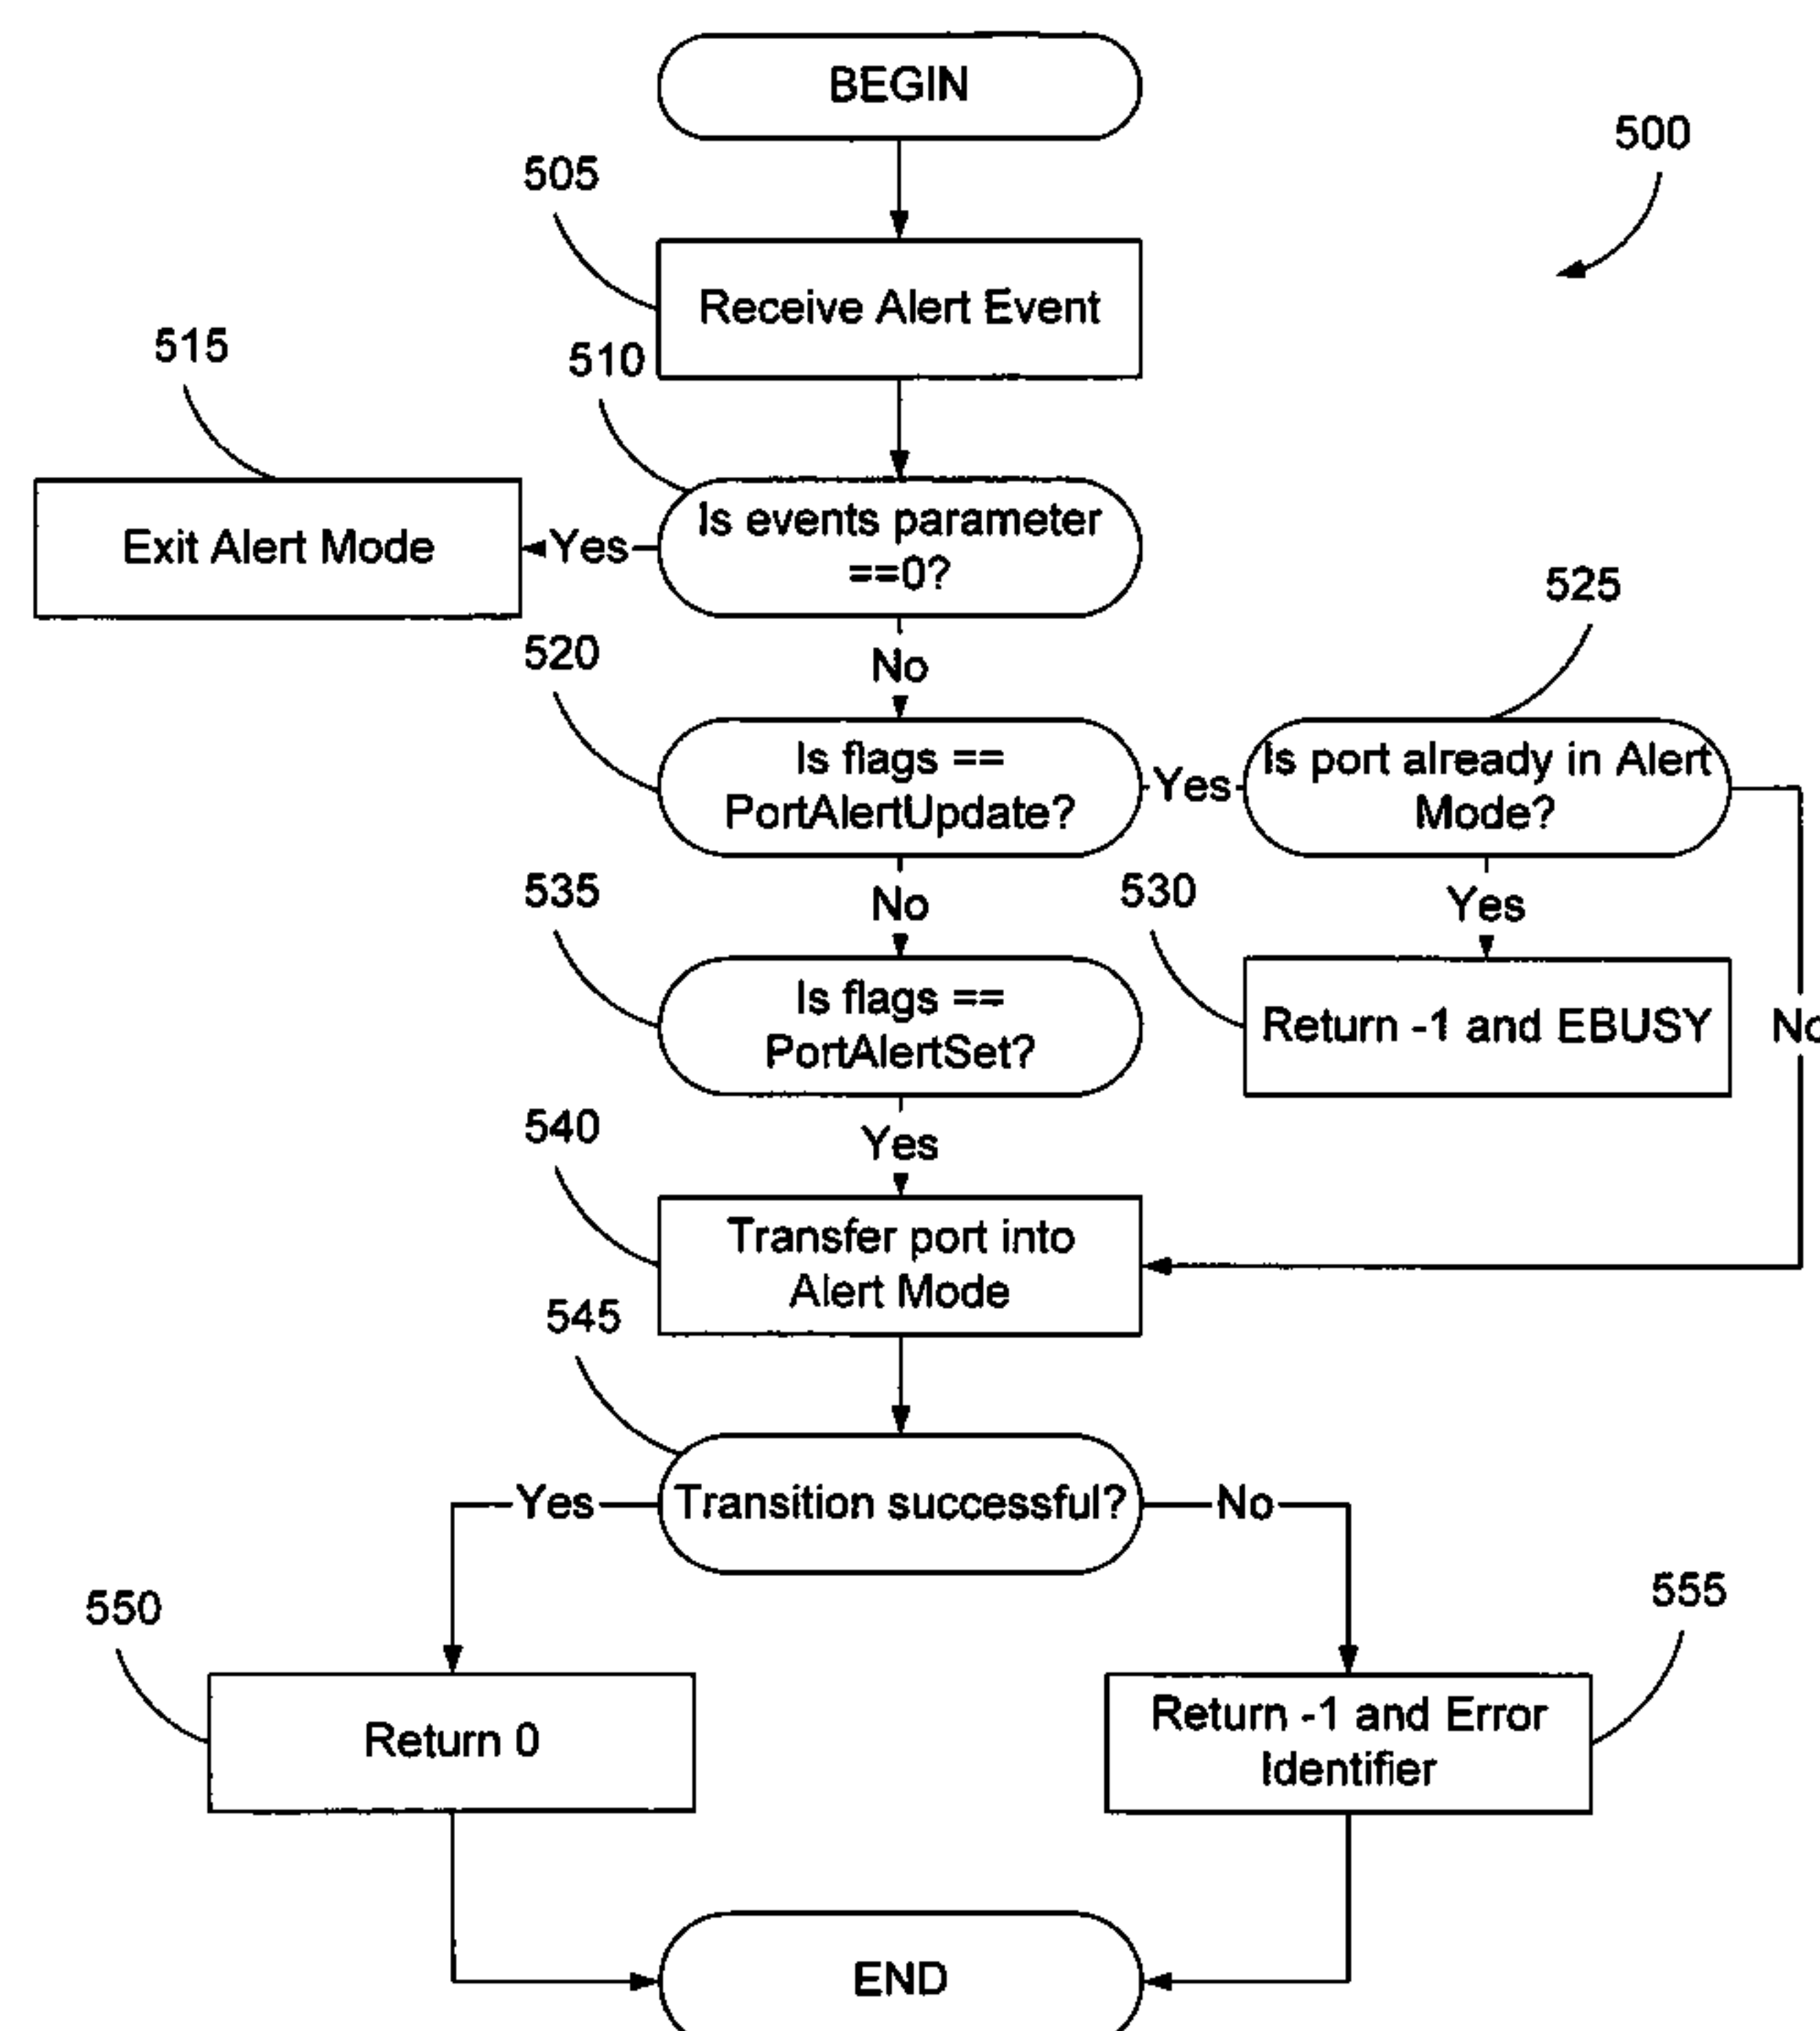 BEGIN
500
505
Receive Alert Event
515
510
Exit Alert Mode
Yes
Is events parameter
==0?
No
520
525
Is flags ==
PortAlertUpdate?
Yes
Is port already in Alert
Mode?
No
535
530
Yes
Is flags ==
PortAlertSet?
Return -1 and EBUSY
No
540
Yes
Transfer port into
Alert Mode
545
Yes
Transition successful?
No
550
555
Return 0
Return -1 and Error
Identifier
END